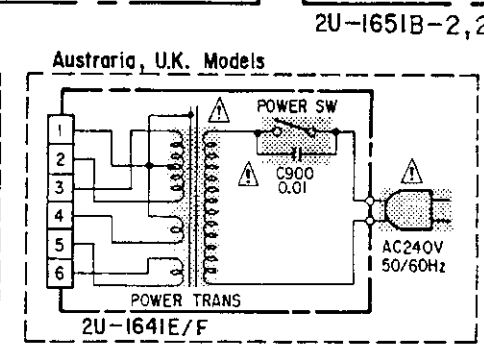 2U-1651B-2,2
Austraria, U.K. Models
POWER SW
1
2
3
4
5
6
C900
0.01
AC240V
50/60Hz
POWER TRANS
2U-1641E/F